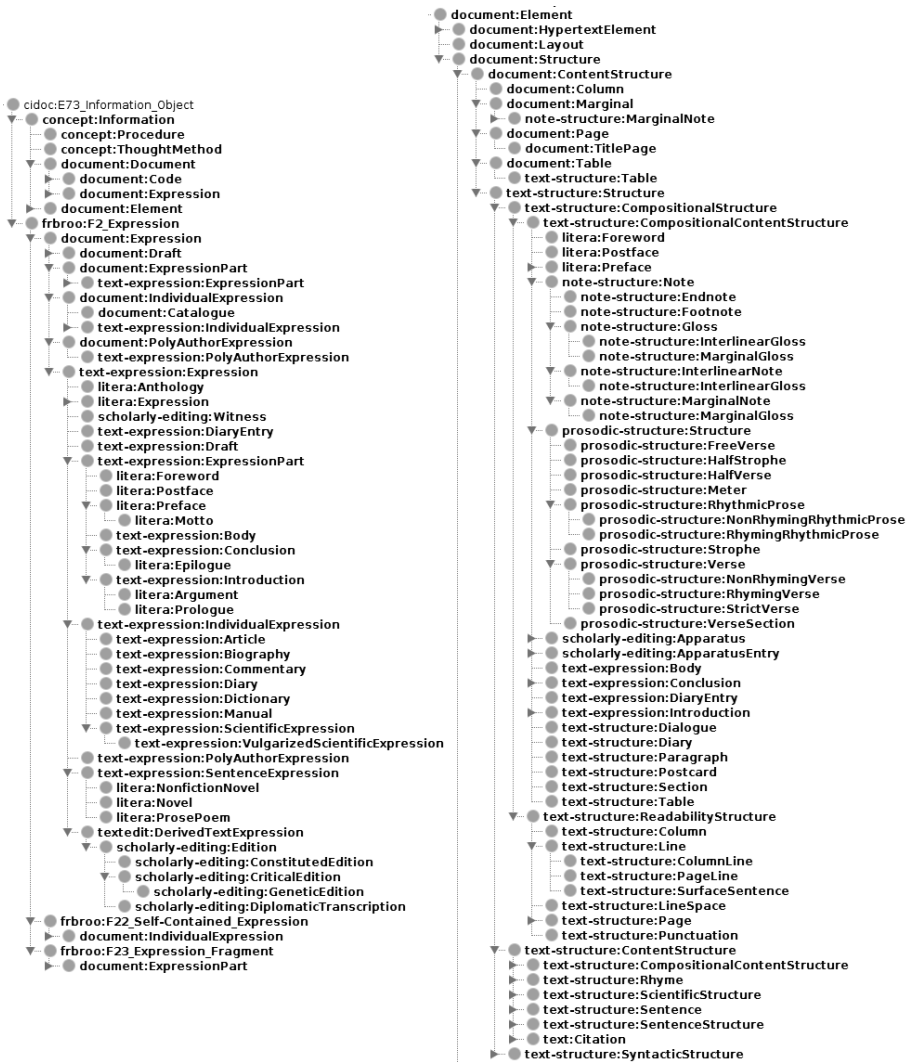 cidoc:E73_Information_Object
concept:Information
concept:Procedure
concept:ThoughtMethod
document:Document
document:Code
document:Expression
document:Element
frbroo:F2_Expression
document:Expression
document:Draft
document:ExpressionPart
text-expression:ExpressionPart
document:IndividualExpression
document:Catalogue
text-expression:IndividualExpression
document:PolyAuthorExpression
text-expression:PolyAuthorExpression
text-expression:Expression
litera:Anthology
litera:Expression
scholarly-editing:Witness
text-expression:DiaryEntry
text-expression:Draft
text-expression:ExpressionPart
litera:Foreword
litera:Postface
litera:Preface
litera:Motto
text-expression:Body
text-expression:Conclusion
litera:Epilogue
text-expression:Introduction
litera:Argument
litera:Prologue
text-expression:IndividualExpression
text-expression:Article
text-expression:Biography
text-expression:Commentary
text-expression:Diary
text-expression:Dictionary
text-expression:Manual
text-expression:ScientificExpression
text-expression:VulgarizedScientificExpression
text-expression:PolyAuthorExpression
text-expression:SentenceExpression
litera:NonfictionNovel
litera:Novel
litera:ProsePoem
textedit:DerivedTextExpression
scholarly-editing:Edition
scholarly-editing:ConstitutedEdition
scholarly-editing:CriticalEdition
scholarly-editing:GeneticEdition
scholarly-editing:DiplomaticTranscription
frbroo:F22_Self-Contained_Expression
document:IndividualExpression
frbroo:F23_Expression_Fragment
document:ExpressionPart
document:Element
document:HypertextElement
document:Layout
document:Structure
document:ContentStructure
document:Column
document:Marginal
note-structure:MarginalNote
document:Page
document:TitlePage
document:Table
text-structure:Table
text-structure:Structure
text-structure:CompositionalStructure
text-structure:CompositionalContentStructure
litera:Foreword
litera:Postface
litera:Preface
note-structure:Note
note-structure:Endnote
note-structure:Footnote
note-structure:Gloss
note-structure:InterlinearGloss
note-structure:MarginalGloss
note-structure:InterlinearNote
note-structure:InterlinearGloss
note-structure:MarginalNote
note-structure:MarginalGloss
prosodic-structure:Structure
prosodic-structure:FreeVerse
prosodic-structure:HalfStrophe
prosodic-structure:HalfVerse
prosodic-structure:Meter
prosodic-structure:RhythmicProse
prosodic-structure:NonRhymingRhythmicProse
prosodic-structure:RhymingRhythmicProse
prosodic-structure:Strophe
prosodic-structure:Verse
prosodic-structure:NonRhymingVerse
prosodic-structure:RhymingVerse
prosodic-structure:StrictVerse
prosodic-structure:VerseSection
scholarly-editing:Apparatus
scholarly-editing:ApparatusEntry
text-expression:Body
text-expression:Conclusion
text-expression:DiaryEntry
text-expression:Introduction
text-structure:Dialogue
text-structure:Diary
text-structure:Paragraph
text-structure:Postcard
text-structure:Section
text-structure:Table
text-structure:ReadabilityStructure
text-structure:Column
text-structure:Line
text-structure:ColumnLine
text-structure:PageLine
text-structure:SurfaceSentence
text-structure:LineSpace
text-structure:Page
text-structure:Punctuation
text-structure:ContentStructure
text-structure:CompositionalContentStructure
text-structure:Rhyme
text-structure:ScientificStructure
text-structure:Sentence
text-structure:SentenceStructure
text:Citation
text-structure:SyntacticStructure